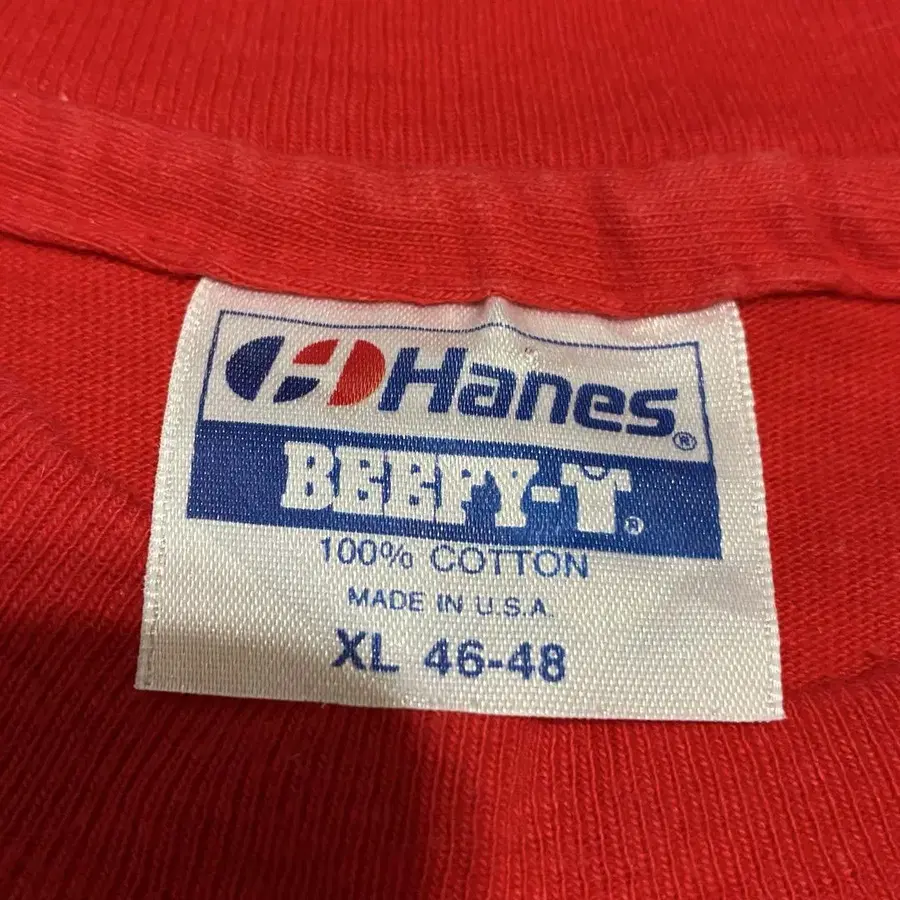 Hanes®
BEEFY-T®
100% COTTON
MADE IN U.S.A.
XL 46-48